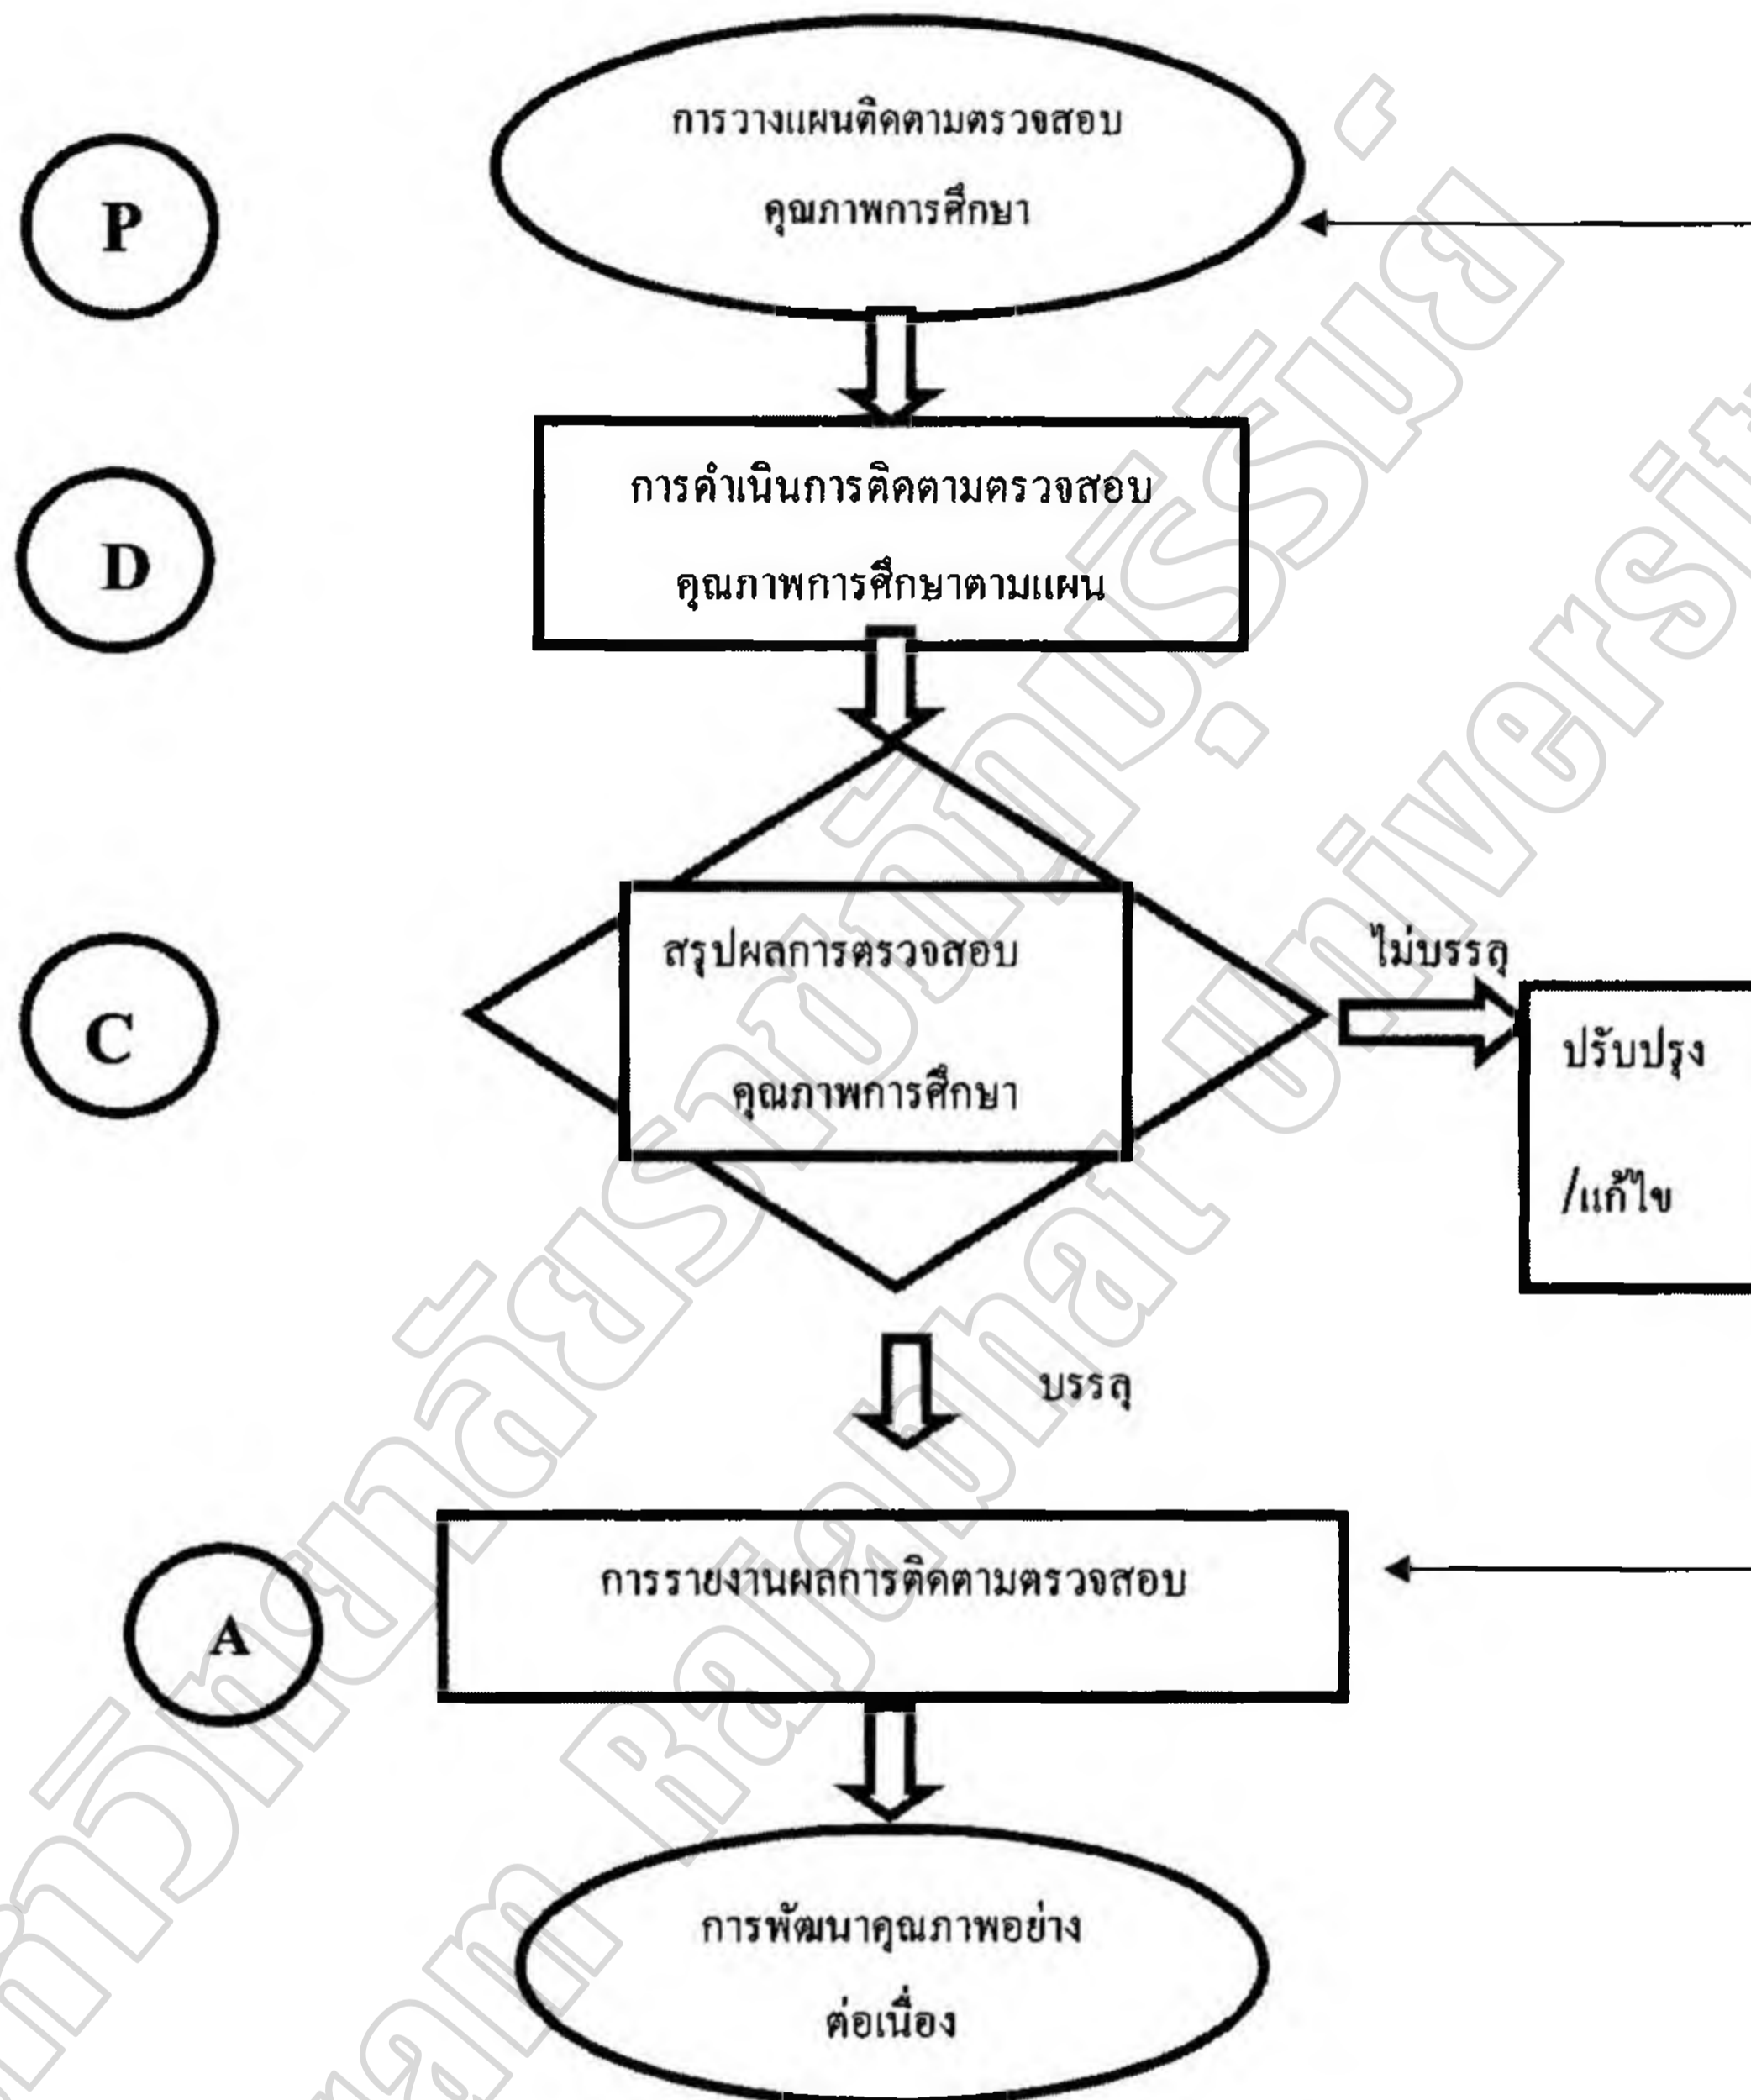 P
การวางแผนติดตามตรวจสอบ
คุณภาพการศึกษา
D
การดำเนินการติดตามตรวจสอบ
คุณภาพการศึกษาตามแผน
C
สรุปผลการตรวจสอบ
คุณภาพการศึกษา
ไม่บรรลุ
ปรับปรุง
/แก้ไข
บรรลุ
A
การรายงานผลการติดตามตรวจสอบ
การพัฒนาคุณภาพอย่าง
ต่อเนื่อง
Rajabhat